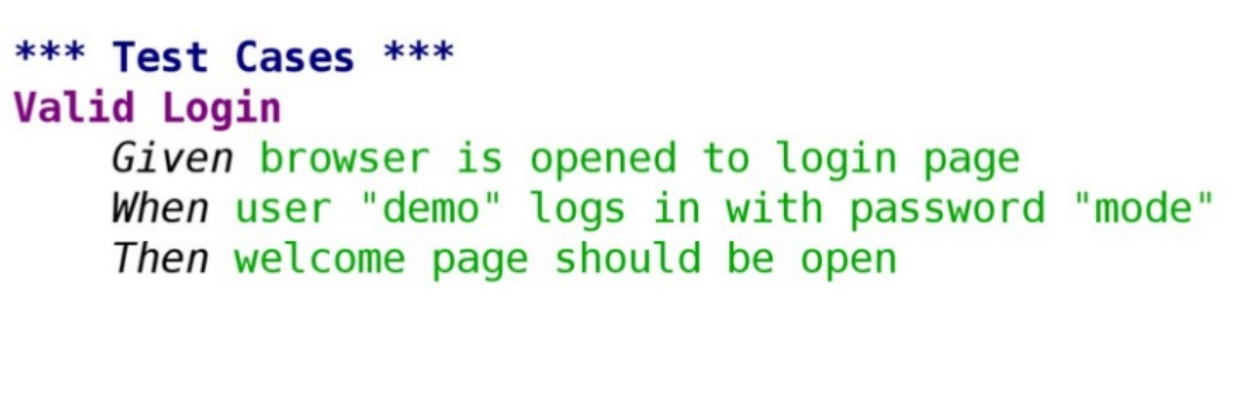 *** Test Cases ***
Valid Login
Given browser is opened to login page
When user "demo" logs in with password "mode"
Then welcome page should be open